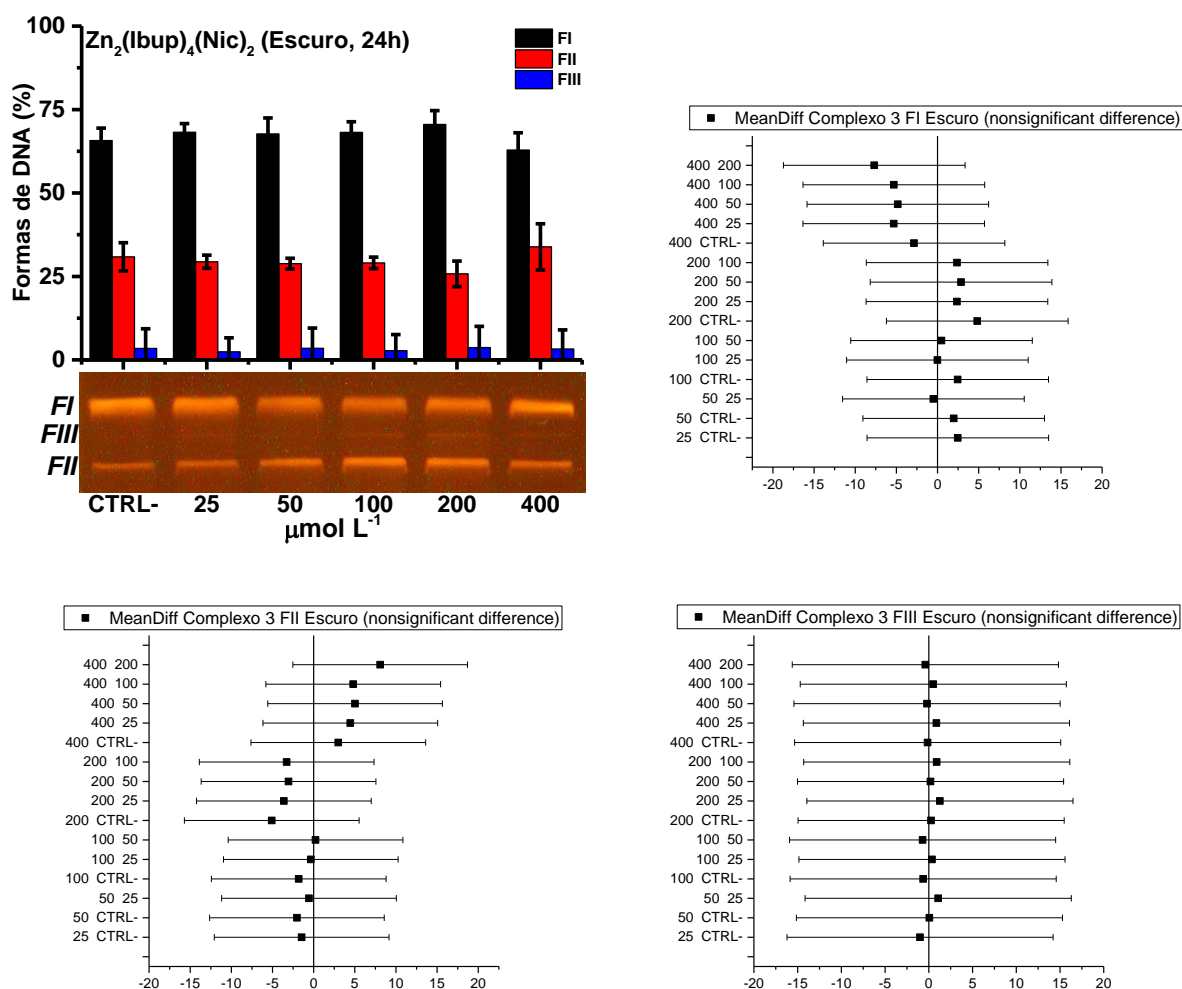 100
75
50
25
0
Formas de DNA (%)
Zn2(Ibup)4(Nic)2 (Escuro, 24h)
FI
FII
FIII
FI
FIII
FII
CTRL- 25 50 100 200 400
μmol L-1
MeanDiff Complexo 3 FI Escuro (nonsignificant difference)
400 200
400 100
400 50
400 25
400 CTRL-
200 100
200 50
200 25
200 CTRL-
100 50
100 25
100 CTRL-
50 25
50 CTRL-
25 CTRL-
-20 -15 -10 -5 0 5 10 15 20
MeanDiff Complexo 3 FII Escuro (nonsignificant difference)
400 200
400 100
400 50
400 25
400 CTRL-
200 100
200 50
200 25
200 CTRL-
100 50
100 25
100 CTRL-
50 25
50 CTRL-
25 CTRL-
-20 -15 -10 -5 0 5 10 15 20
MeanDiff Complexo 3 FIII Escuro (nonsignificant difference)
400 200
400 100
400 50
400 25
400 CTRL-
200 100
200 50
200 25
200 CTRL-
100 50
100 25
100 CTRL-
50 25
50 CTRL-
25 CTRL-
-20 -15 -10 -5 0 5 10 15 20